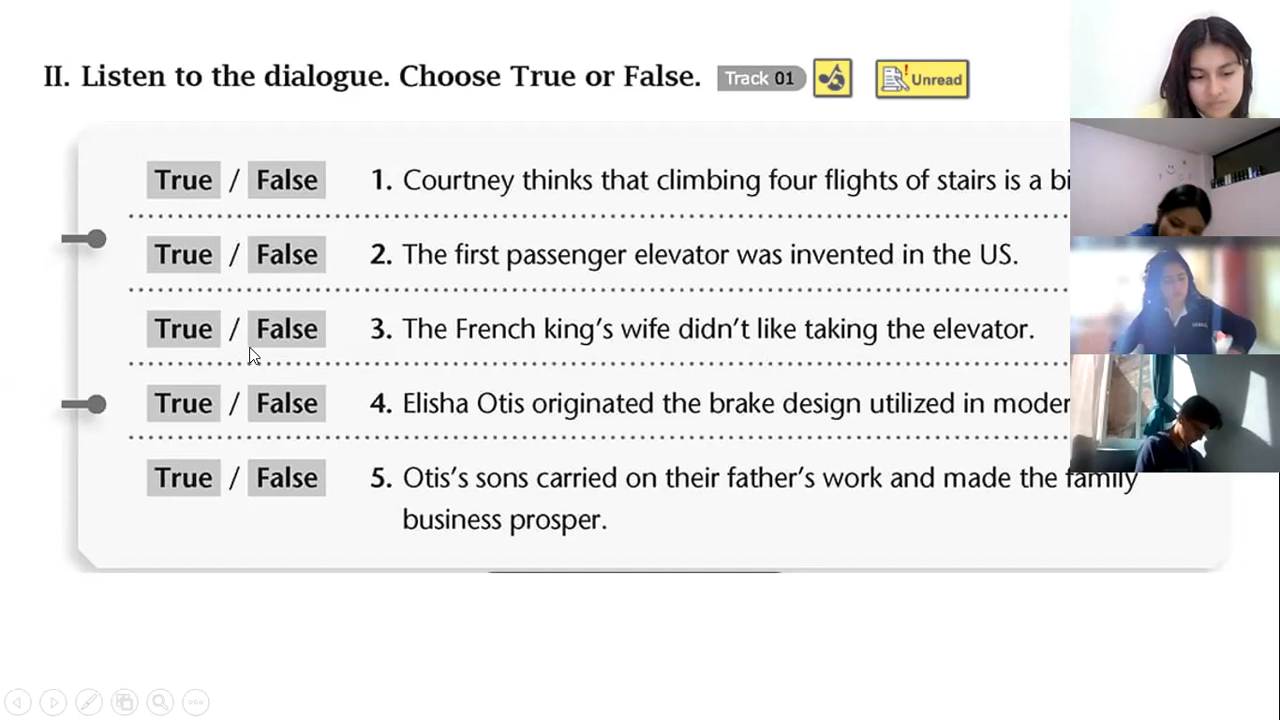 II. Listen to the dialogue. Choose True or False. Track 01 ! Unread
True / False 1. Courtney thinks that climbing four flights of stairs is a
True / False 2. The first passenger elevator was invented in the US.
True / False 3. The French king's wife didn't like taking the elevator.
True / False 4. Elisha Otis originated the brake design utilized in
True / False 5. Otis's sons carried on their father's work and made the family
business prosper.